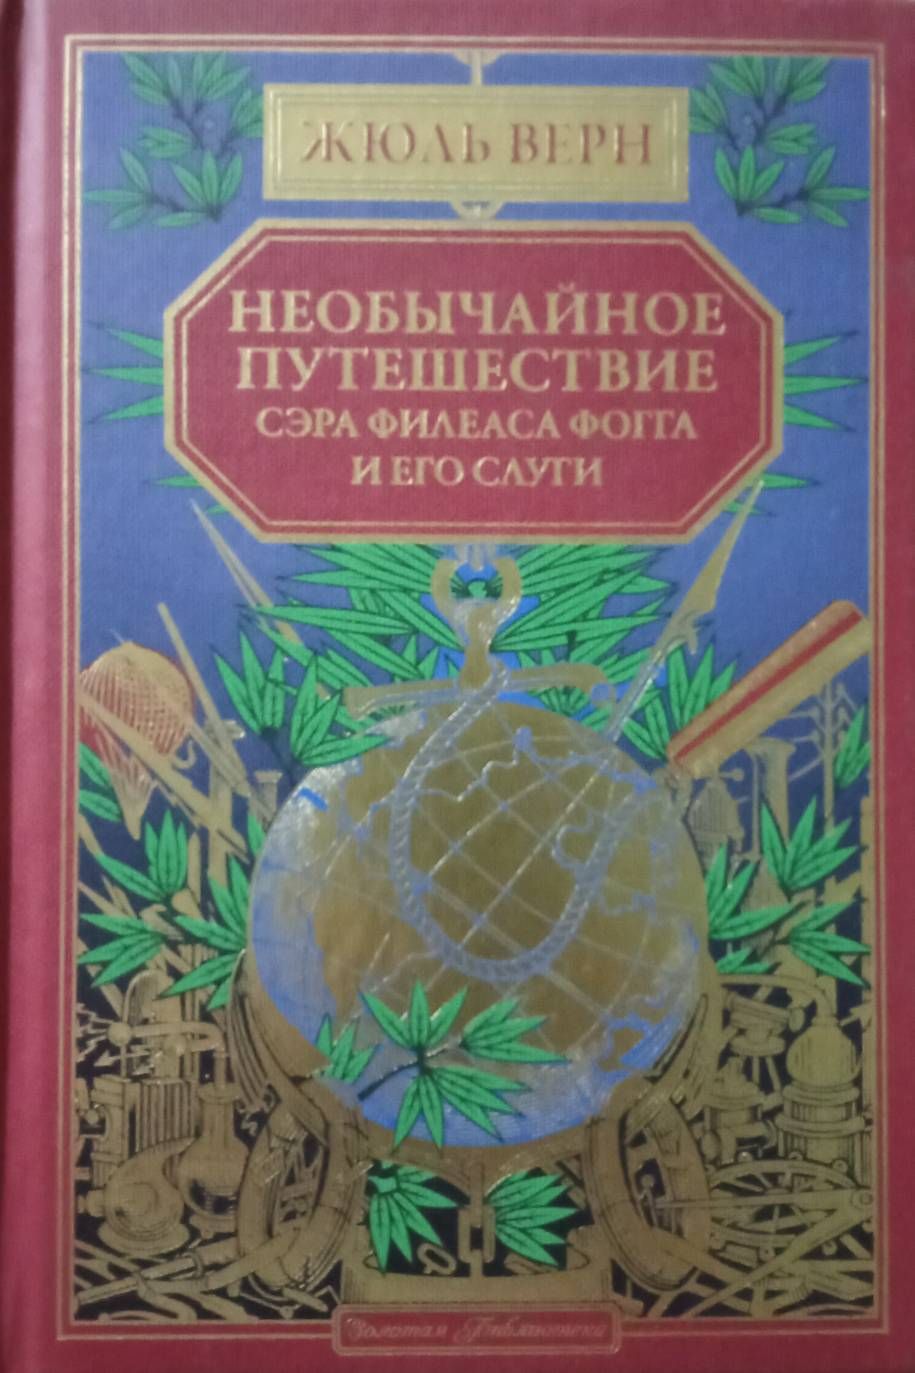 ЖЮЛЬ ВЕРН
НЕОБЫЧАЙНОЕ
ПУТЕШЕСТВИЕ
СЭРА ФИЛЕАСА ФОГГА
И ЕГО СЛУГИ
Золотая Библиотека